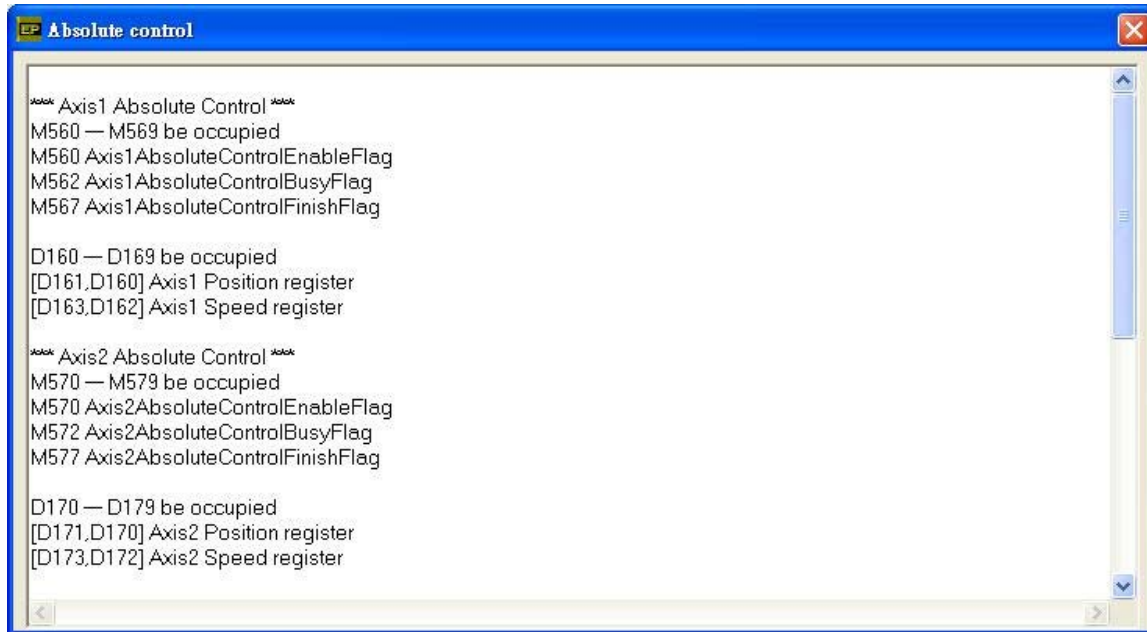 EP Absolute control
*** Axis1 Absolute Control ***
M560 — M569 be occupied
M560 Axis1AbsoluteControlEnableFlag
M562 Axis1AbsoluteControlBusyFlag
M567 Axis1AbsoluteControlFinishFlag
D160 — D169 be occupied
[D161,D160] Axis1 Position register
[D163,D162] Axis1 Speed register
*** Axis2 Absolute Control ***
M570 — M579 be occupied
M570 Axis2AbsoluteControlEnableFlag
M572 Axis2AbsoluteControlBusyFlag
M577 Axis2AbsoluteControlFinishFlag
D170 — D179 be occupied
[D171,D170] Axis2 Position register
[D173,D172] Axis2 Speed register